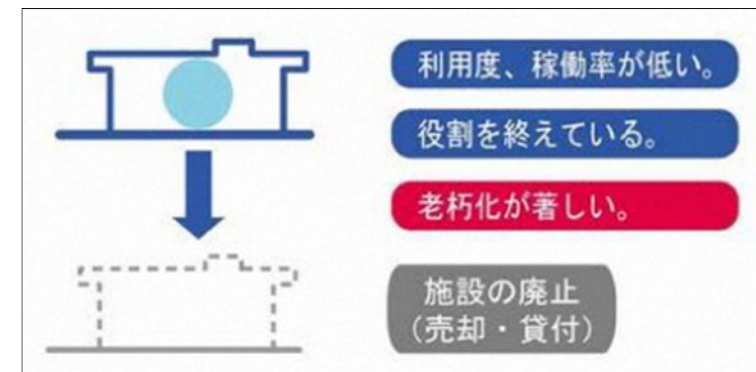 利用度、稼働率が低い。
役割を終えている。
老朽化が著しい。
施設の廃止
（売却・貸付）